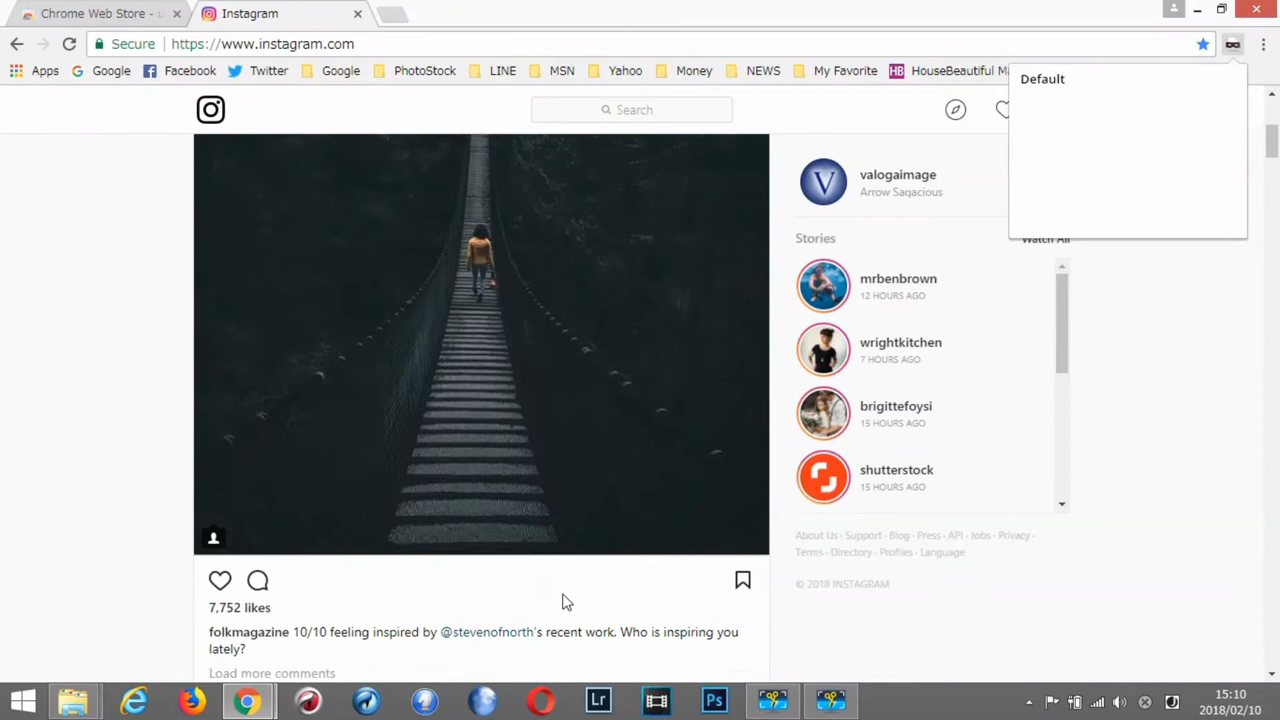 Chrome Web Store - u
Instagram
Secure
https://www.instagram.com
Apps
Google
Facebook
Twitter
Google
PhotoStock
LINE
MSN
Yahoo
Money
NEWS
My Favorite
HB
HouseBeautiful M
Default
Search
V
valogaimage
Arrow Sagacious
Stories
Watch All
mrbenbrown
12 HOURS AGO
wrightkitchen
7 HOURS AGO
brigittefoysi
15 HOURS AGO
shutterstock
15 HOURS AGO
About Us · Support · Blog · Press · API · Jobs · Privacy ·
Terms · Directory · Profiles · Language
© 2018 INSTAGRAM
7,752 likes
folkmagazine 10/10 feeling inspired by @stevenofnorth's recent work. Who is inspiring you
lately?
Load more comments
Lr
Ps
15:10
2018/02/10